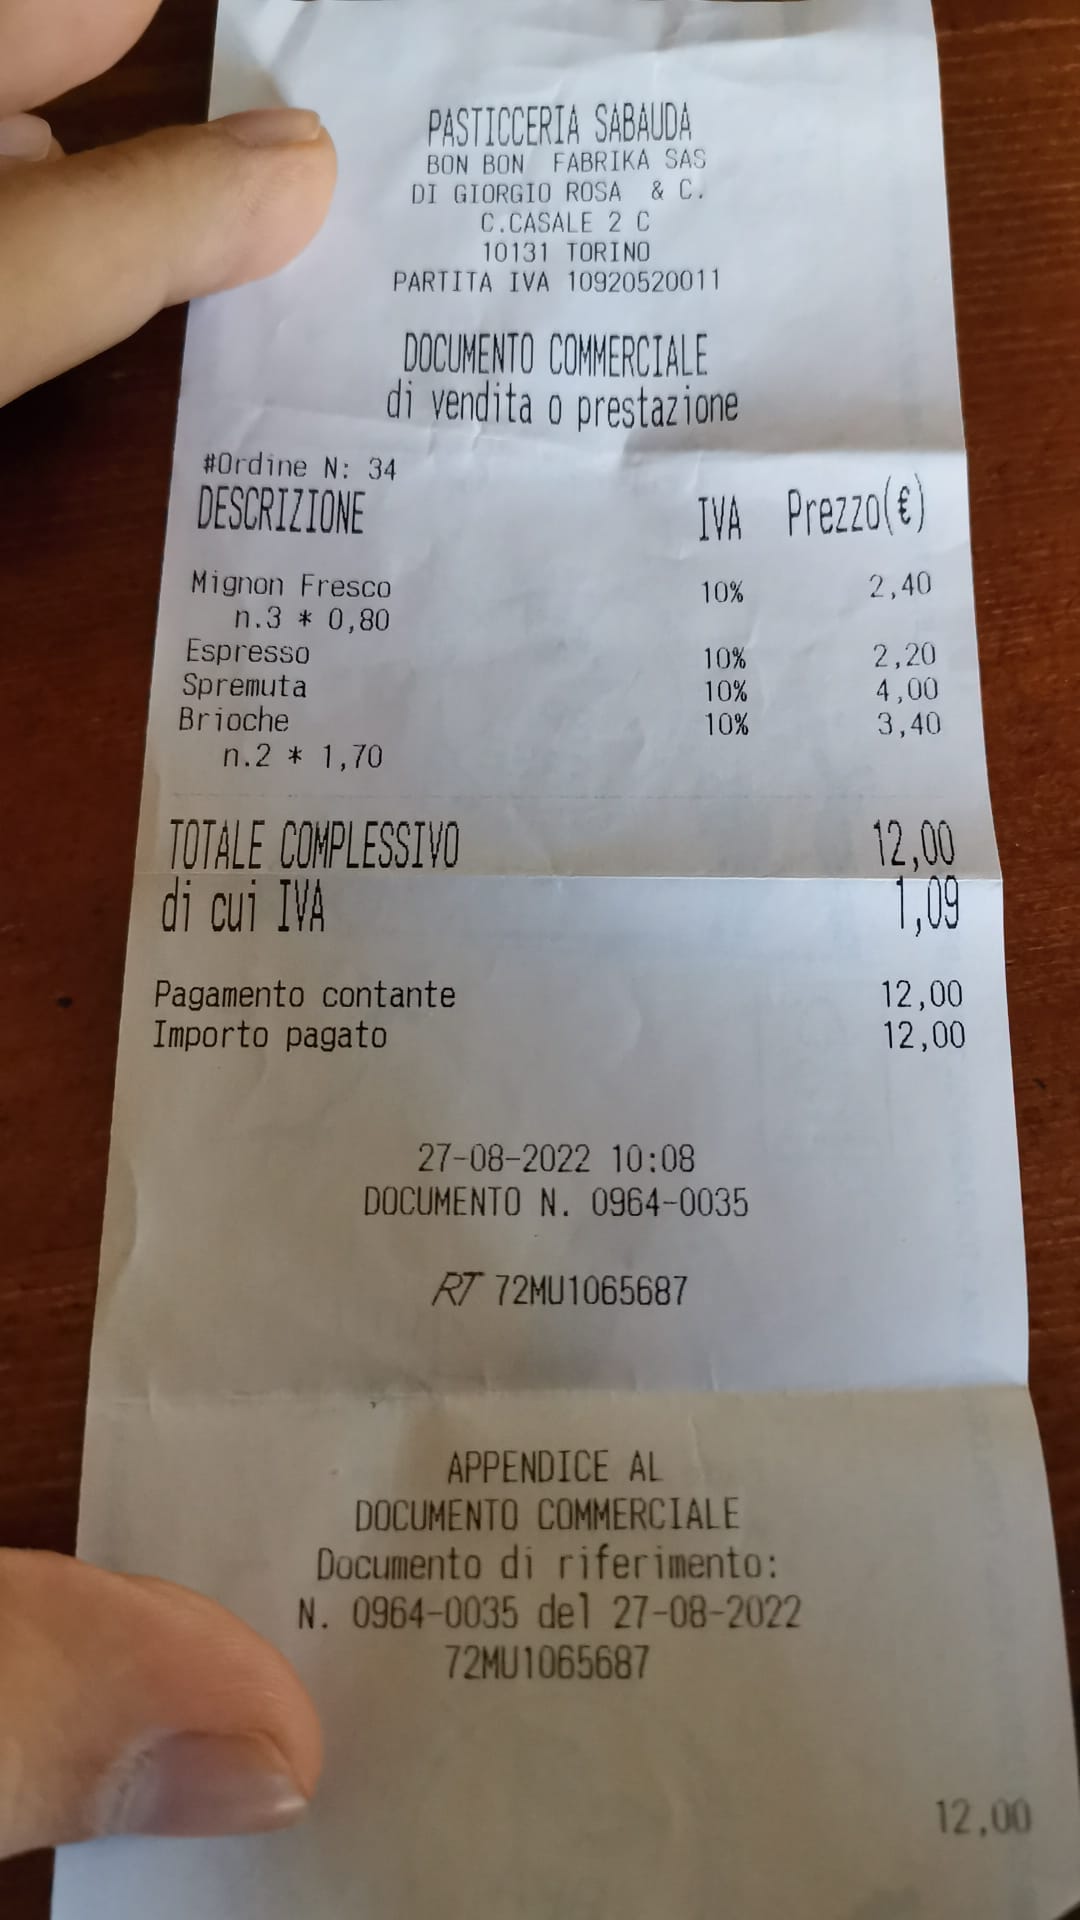 PASTICCERIA SABAUDA
BON BON FABRIKA SAS
DI GIORGIO ROSA & C.
C.CASALE 2 C
10131 TORINO
PARTITA IVA 10920520011
DOCUMENTO COMMERCIALE
di vendita o prestazione
#Ordine N: 34
DESCRIZIONE IVA Prezzo(€)
Mignon Fresco 10% 2,40
n.3 * 0,80
Espresso 10% 2,20
Spremuta 10% 4,00
Brioche 10% 3,40
n.2 * 1,70
TOTALE COMPLESSIVO 12,00
di cui IVA 1,09
Pagamento contante 12,00
Importo pagato 12,00
27-08-2022 10:08
DOCUMENTO N. 0964-0035
RT 72MU1065687
APPENDICE AL
DOCUMENTO COMMERCIALE
Documento di riferimento:
N. 0964-0035 del 27-08-2022
72MU1065687
12,00